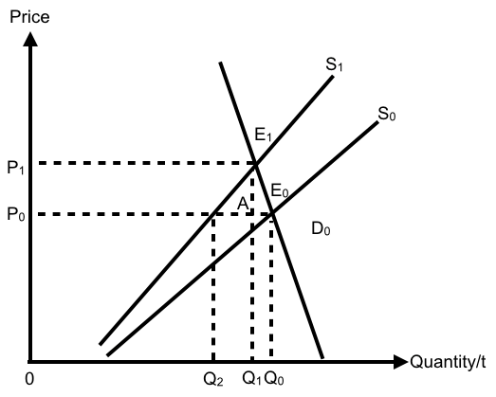 Price
S₁
S₀
E₁
P₁
E₀
A
P₀
D₀
Quantity/t
0
Q₂
Q₁
Q₀